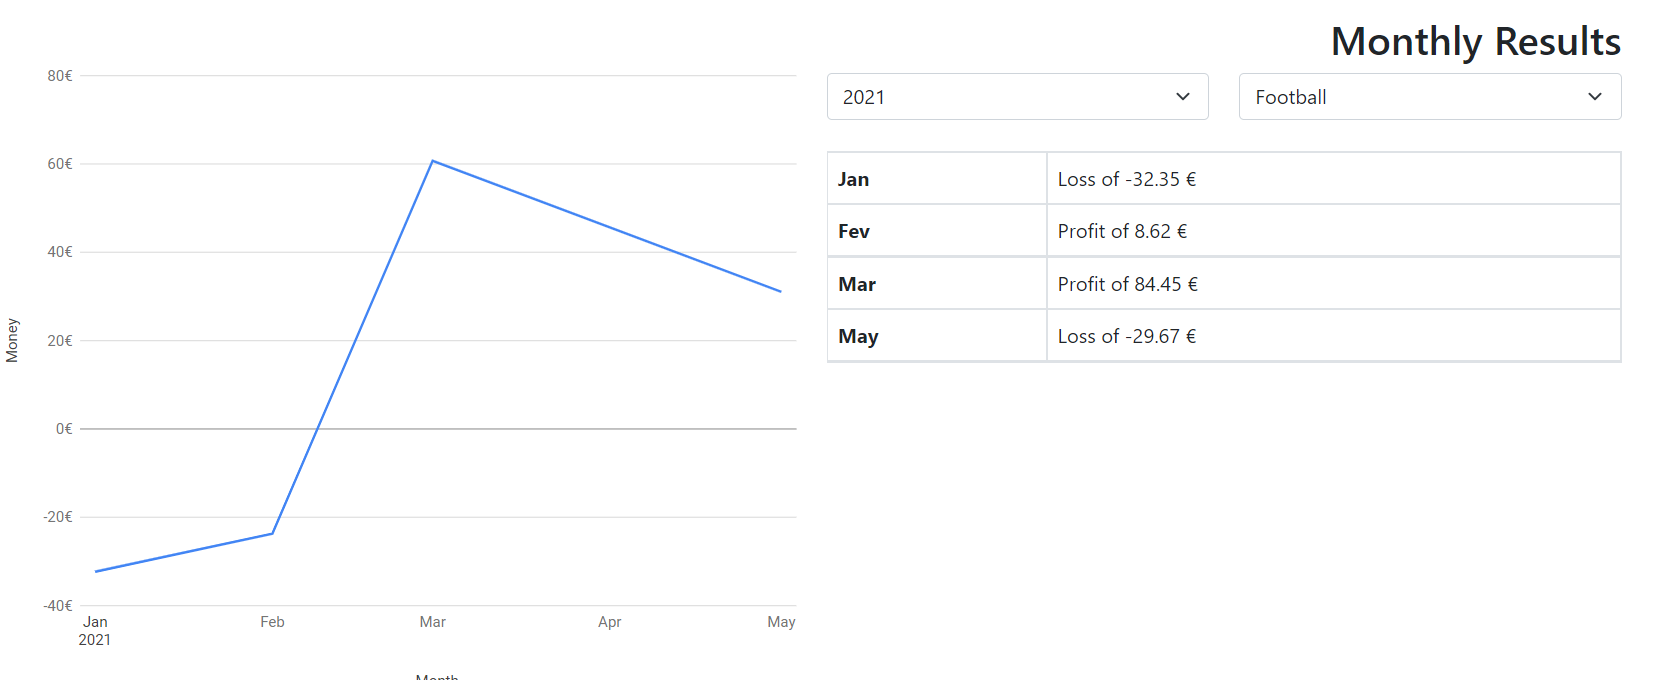 Monthly Results
2021
Football
Jan Loss of -32.35 €
Fev Profit of 8.62 €
Mar Profit of 84.45 €
May Loss of -29.67 €
80€
60€
40€
20€
0€
-20€
-40€
Money
Jan Feb Mar Apr May
2021
Month